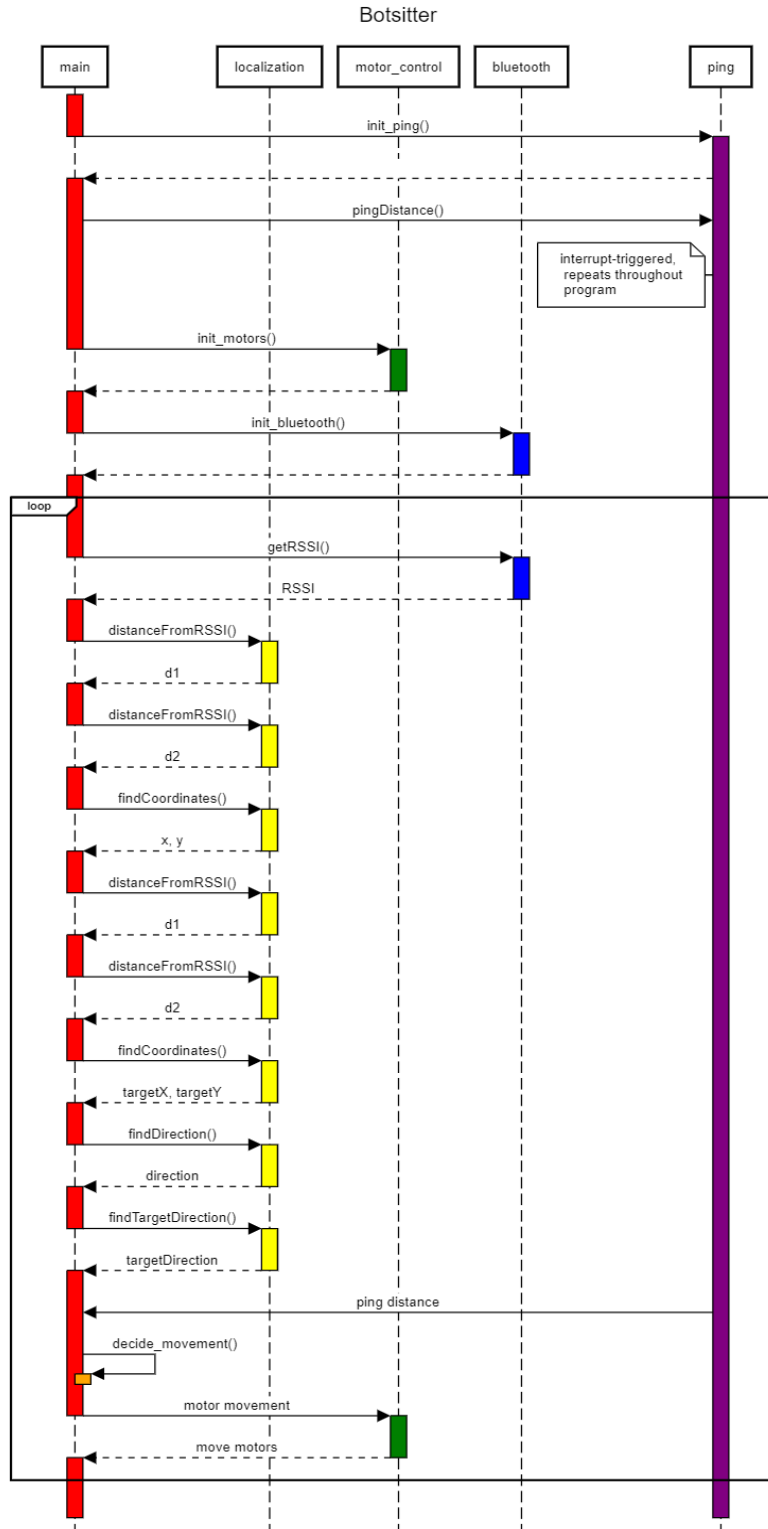 Botsitter
main
localization
motor_control
bluetooth
ping
init_ping()
pingDistance()
interrupt-triggered,
repeats throughout
program
init_motors()
init_bluetooth()
loop
getRSSI()
RSSI
distanceFromRSSI()
d1
distanceFromRSSI()
d2
findCoordinates()
x, y
distanceFromRSSI()
d1
distanceFromRSSI()
d2
findCoordinates()
targetX, targetY
findDirection()
direction
findTargetDirection()
targetDirection
ping distance
decide_movement()
motor movement
move motors